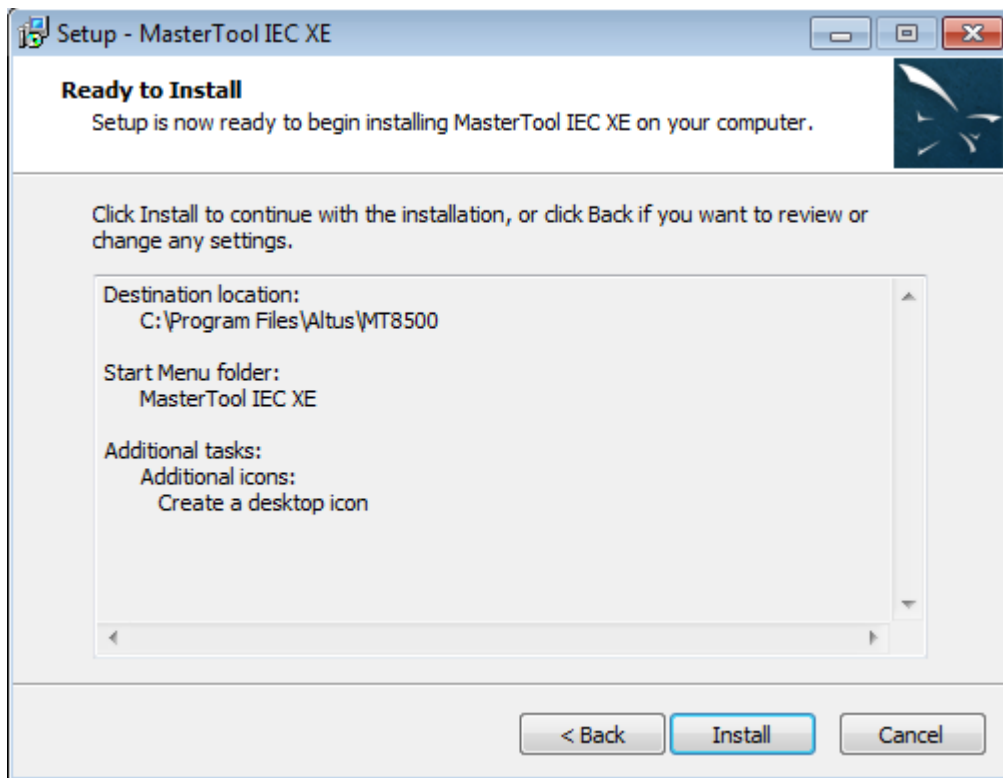 Setup - MasterTool IEC XE
Ready to Install
Setup is now ready to begin installing MasterTool IEC XE on your computer.
Click Install to continue with the installation, or click Back if you want to review or
change any settings.
Destination location:
C:\Program Files\Altus\MT8500
Start Menu folder:
MasterTool IEC XE
Additional tasks:
Additional icons:
Create a desktop icon
< Back
Install
Cancel